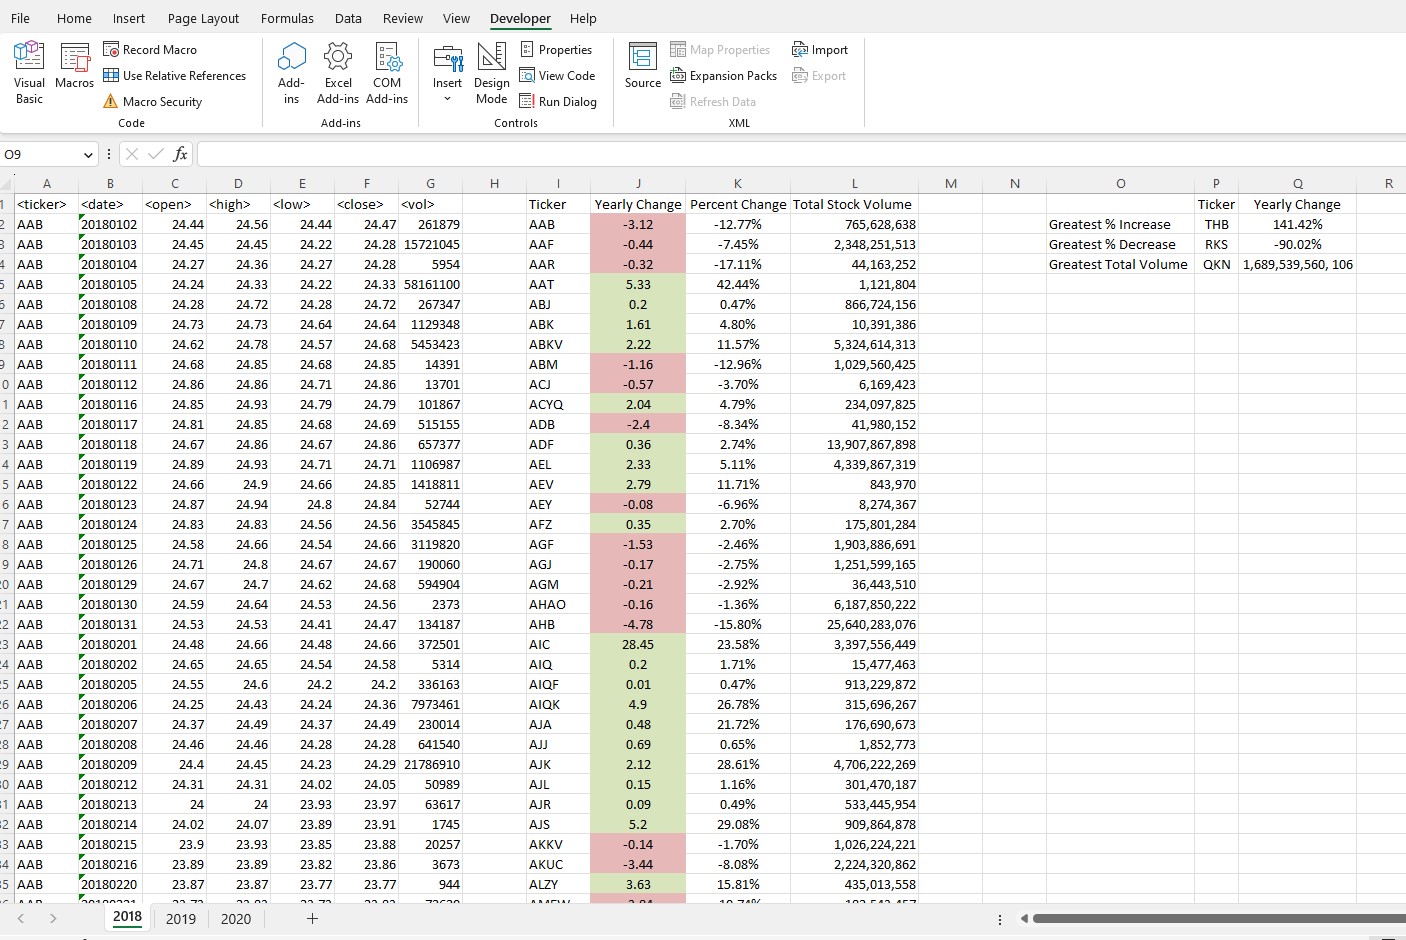 File Home Insert Page Layout Formulas Data Review View Developer Help
Visual Basic Macros Record Macro Use Relative References Macro Security Code
Add-ins Excel Add-ins COM Add-ins Add-ins
Insert Design Mode Properties View Code Run Dialog Controls
Source Map Properties Expansion Packs Refresh Data Import Export XML
O9 fx
A B C D E F G H I J K L M N O P Q R
1 <ticker> <date> <open> <high> <low> <close> <vol> Ticker Yearly Change Percent Change Total Stock Volume Ticker Yearly Change
2 AAB 20180102 24.44 24.56 24.44 24.47 261879 AAB -3.12 -12.77% 765,628,638 Greatest % Increase THB 141.42%
3 AAB 20180103 24.45 24.45 24.22 24.28 15721045 AAF -0.44 -7.45% 2,348,251,513 Greatest % Decrease RKS -90.02%
4 AAB 20180104 24.27 24.36 24.27 24.28 5954 AAR -0.32 -17.11% 44,163,252 Greatest Total Volume QKN 1,689,539,560, 106
5 AAB 20180105 24.24 24.33 24.22 24.33 58161100 AAT 5.33 42.44% 1,121,804
6 AAB 20180108 24.28 24.72 24.28 24.72 267347 ABJ 0.2 0.47% 866,724,156
7 AAB 20180109 24.73 24.73 24.64 24.64 1129348 ABK 1.61 4.80% 10,391,386
8 AAB 20180110 24.62 24.78 24.57 24.68 5453423 ABKV 2.22 11.57% 5,324,614,313
9 AAB 20180111 24.68 24.85 24.68 24.85 14391 ABM -1.16 -12.96% 1,029,560,425
0 AAB 20180112 24.86 24.86 24.71 24.86 13701 ACJ -0.57 -3.70% 6,169,423
1 AAB 20180116 24.85 24.93 24.79 24.79 101867 ACYQ 2.04 4.79% 234,097,825
2 AAB 20180117 24.81 24.85 24.68 24.69 515155 ADB -2.4 -8.34% 41,980,152
3 AAB 20180118 24.67 24.86 24.67 24.86 657377 ADF 0.36 2.74% 13,907,867,898
4 AAB 20180119 24.89 24.93 24.71 24.71 1106987 AEL 2.33 5.11% 4,339,867,319
5 AAB 20180122 24.66 24.9 24.66 24.85 1418811 AEV 2.79 11.71% 843,970
6 AAB 20180123 24.87 24.94 24.8 24.84 52744 AEY -0.08 -6.96% 8,274,367
7 AAB 20180124 24.83 24.83 24.56 24.56 3545845 AFZ 0.35 2.70% 175,801,284
8 AAB 20180125 24.58 24.66 24.54 24.66 3119820 AGF -1.53 -2.46% 1,903,886,691
9 AAB 20180126 24.71 24.8 24.67 24.67 190060 AGJ -0.17 -2.75% 1,251,599,165
20 AAB 20180129 24.67 24.7 24.62 24.68 594904 AGM -0.21 -2.92% 36,443,510
21 AAB 20180130 24.59 24.64 24.53 24.56 2373 AHAO -0.16 -1.36% 6,187,850,222
22 AAB 20180131 24.53 24.53 24.41 24.47 134187 AHB -4.78 -15.80% 25,640,283,076
23 AAB 20180201 24.48 24.66 24.48 24.66 372501 AIC 28.45 23.58% 3,397,556,449
24 AAB 20180202 24.65 24.65 24.54 24.58 5314 AIQ 0.2 1.71% 15,477,463
25 AAB 20180205 24.55 24.6 24.2 24.2 336163 AIQF 0.01 0.47% 913,229,872
26 AAB 20180206 24.25 24.43 24.24 24.36 7973461 AIQK 4.9 26.78% 315,696,267
27 AAB 20180207 24.37 24.49 24.37 24.49 230014 AJA 0.48 21.72% 176,690,673
28 AAB 20180208 24.46 24.46 24.28 24.28 641540 AJJ 0.69 0.65% 1,852,773
29 AAB 20180209 24.4 24.45 24.23 24.29 21786910 AJK 2.12 28.61% 4,706,222,269
30 AAB 20180212 24.31 24.31 24.02 24.05 50989 AJL 0.15 1.16% 301,470,187
31 AAB 20180213 24 24 23.93 23.97 63617 AJR 0.09 0.49% 533,445,954
32 AAB 20180214 24.02 24.07 23.89 23.91 1745 AJS 5.2 29.08% 909,864,878
33 AAB 20180215 23.9 23.93 23.85 23.88 20257 AKKV -0.14 -1.70% 1,026,224,221
34 AAB 20180216 23.89 23.89 23.82 23.86 3673 AKUC -3.44 -8.08% 2,224,320,862
35 AAB 20180220 23.87 23.87 23.77 23.77 944 ALZY 3.63 15.81% 435,013,558
2018 2019 2020